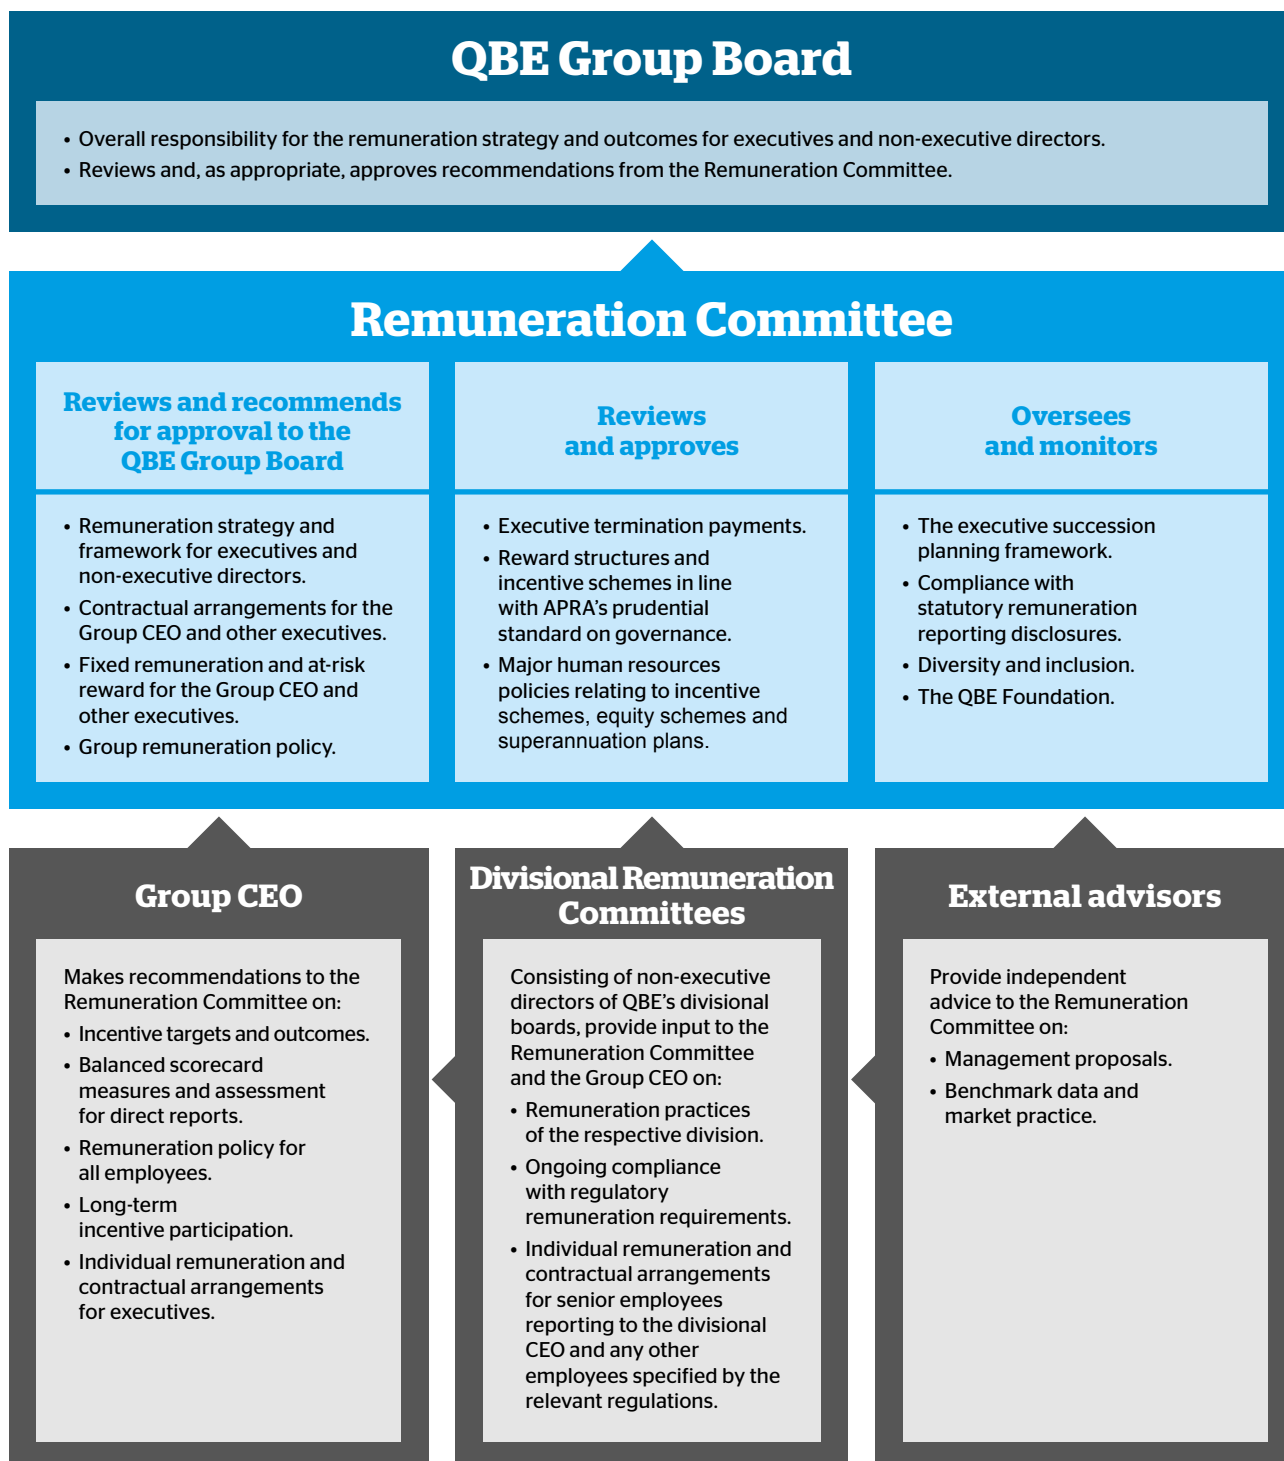 QBE Group Board
• Overall responsibility for the remuneration strategy and outcomes for executives and non-executive directors.
• Reviews and, as appropriate, approves recommendations from the Remuneration Committee.
Remuneration Committee
Reviews and recommends
for approval to the
QBE Group Board
• Remuneration strategy and
framework for executives and
non-executive directors.
• Contractual arrangements for the
Group CEO and other executives.
• Fixed remuneration and at-risk
reward for the Group CEO and
other executives.
• Group remuneration policy.
Reviews
and approves
• Executive termination payments.
• Reward structures and
incentive schemes in line
with APRA's prudential
standard on governance.
• Major human resources
policies relating to incentive
schemes, equity schemes and
superannuation plans.
Oversees
and monitors
• The executive succession
planning framework.
• Compliance with
statutory remuneration
reporting disclosures.
• Diversity and inclusion.
• The QBE Foundation.
Group CEO
Makes recommendations to the
Remuneration Committee on:
• Incentive targets and outcomes.
• Balanced scorecard
measures and assessment
for direct reports.
• Remuneration policy for
all employees.
• Long-term
incentive participation.
• Individual remuneration and
contractual arrangements
for executives.
Divisional Remuneration
Committees
Consisting of non-executive
directors of QBE's divisional
boards, provide input to the
Remuneration Committee
and the Group CEO on:
• Remuneration practices
of the respective division.
• Ongoing compliance
with regulatory
remuneration requirements.
• Individual remuneration and
contractual arrangements
for senior employees
reporting to the divisional
CEO and any other
employees specified by the
relevant regulations.
External advisors
Provide independent
advice to the Remuneration
Committee on:
• Management proposals.
• Benchmark data and
market practice.